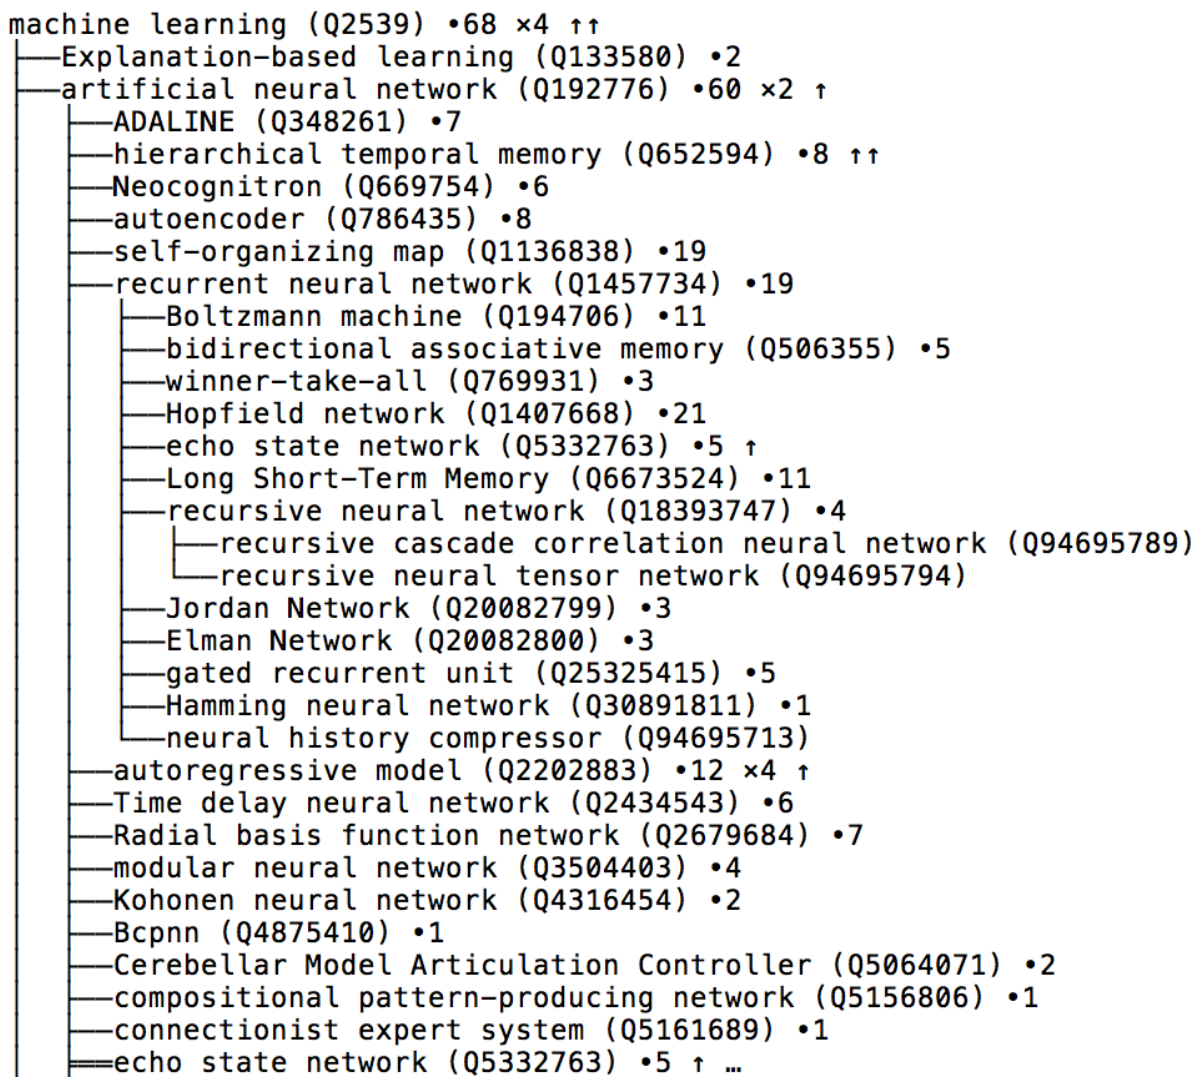 machine learning (Q2539) •68 ×4 ↑↑
├──Explanation-based learning (Q133580) •2
├──artificial neural network (Q192776) •60 ×2 ↑
│  ├──ADALINE (Q348261) •7
│  ├──hierarchical temporal memory (Q652594) •8 ↑↑
│  ├──Neocognitron (Q669754) •6
│  ├──autoencoder (Q786435) •8
│  ├──self-organizing map (Q1136838) •19
│  ├──recurrent neural network (Q1457734) •19
│  │  ├──Boltzmann machine (Q194706) •11
│  │  ├──bidirectional associative memory (Q506355) •5
│  │  ├──winner-take-all (Q769931) •3
│  │  ├──Hopfield network (Q1407668) •21
│  │  ├──echo state network (Q5332763) •5 ↑
│  │  ├──Long Short-Term Memory (Q6673524) •11
│  │  ├──recursive neural network (Q18393747) •4
│  │  │  ├──recursive cascade correlation neural network (Q94695789)
│  │  │  └──recursive neural tensor network (Q94695794)
│  │  ├──Jordan Network (Q20082799) •3
│  │  ├──Elman Network (Q20082800) •3
│  │  ├──gated recurrent unit (Q25325415) •5
│  │  ├──Hamming neural network (Q30891811) •1
│  │  └──neural history compressor (Q94695713)
│  ├──autoregressive model (Q2202883) •12 ×4 ↑
│  ├──Time delay neural network (Q2434543) •6
│  ├──Radial basis function network (Q2679684) •7
│  ├──modular neural network (Q3504403) •4
│  ├──Kohonen neural network (Q4316454) •2
│  ├──Bcpnn (Q4875410) •1
│  ├──Cerebellar Model Articulation Controller (Q5064071) •2
│  ├──compositional pattern-producing network (Q5156806) •1
│  ├──connectionist expert system (Q5161689) •1
│  ╞══echo state network (Q5332763) •5 ↑ …